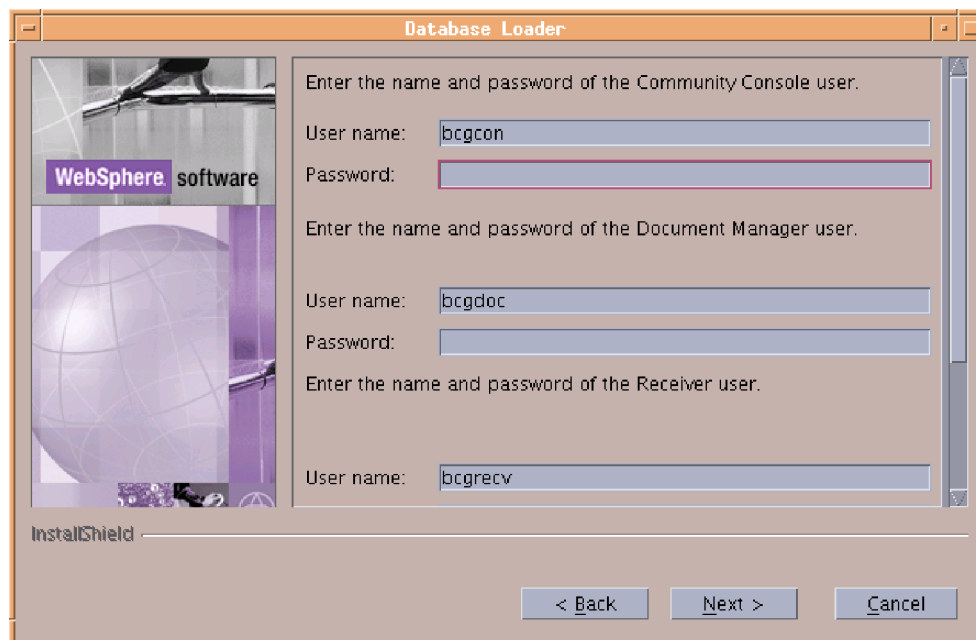 Database Loader
WebSphere software
Enter the name and password of the Community Console user.
User name: bcgcon
Password:
Enter the name and password of the Document Manager user.
User name: bcgdoc
Password:
Enter the name and password of the Receiver user.
User name: bcgrecv
InstallShield
< Back Next > Cancel